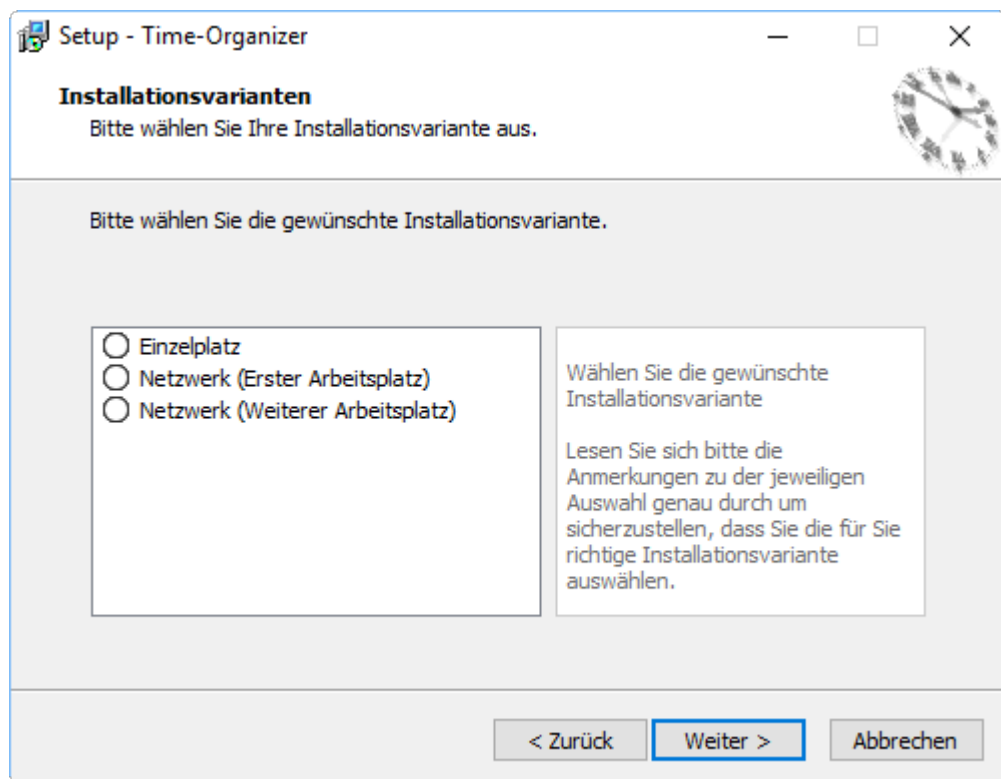 Setup - Time-Organizer
Installationsvarianten
Bitte wählen Sie Ihre Installationsvariante aus.
Bitte wählen Sie die gewünschte Installationsvariante.
Einzelplatz
Netzwerk (Erster Arbeitsplatz)
Netzwerk (Weiterer Arbeitsplatz)
Wählen Sie die gewünschte
Installationsvariante
Lesen Sie sich bitte die
Anmerkungen zu der jeweiligen
Auswahl genau durch um
sicherzustellen, dass Sie die für Sie
richtige Installationsvariante
auswählen.
< Zurück
Weiter >
Abbrechen